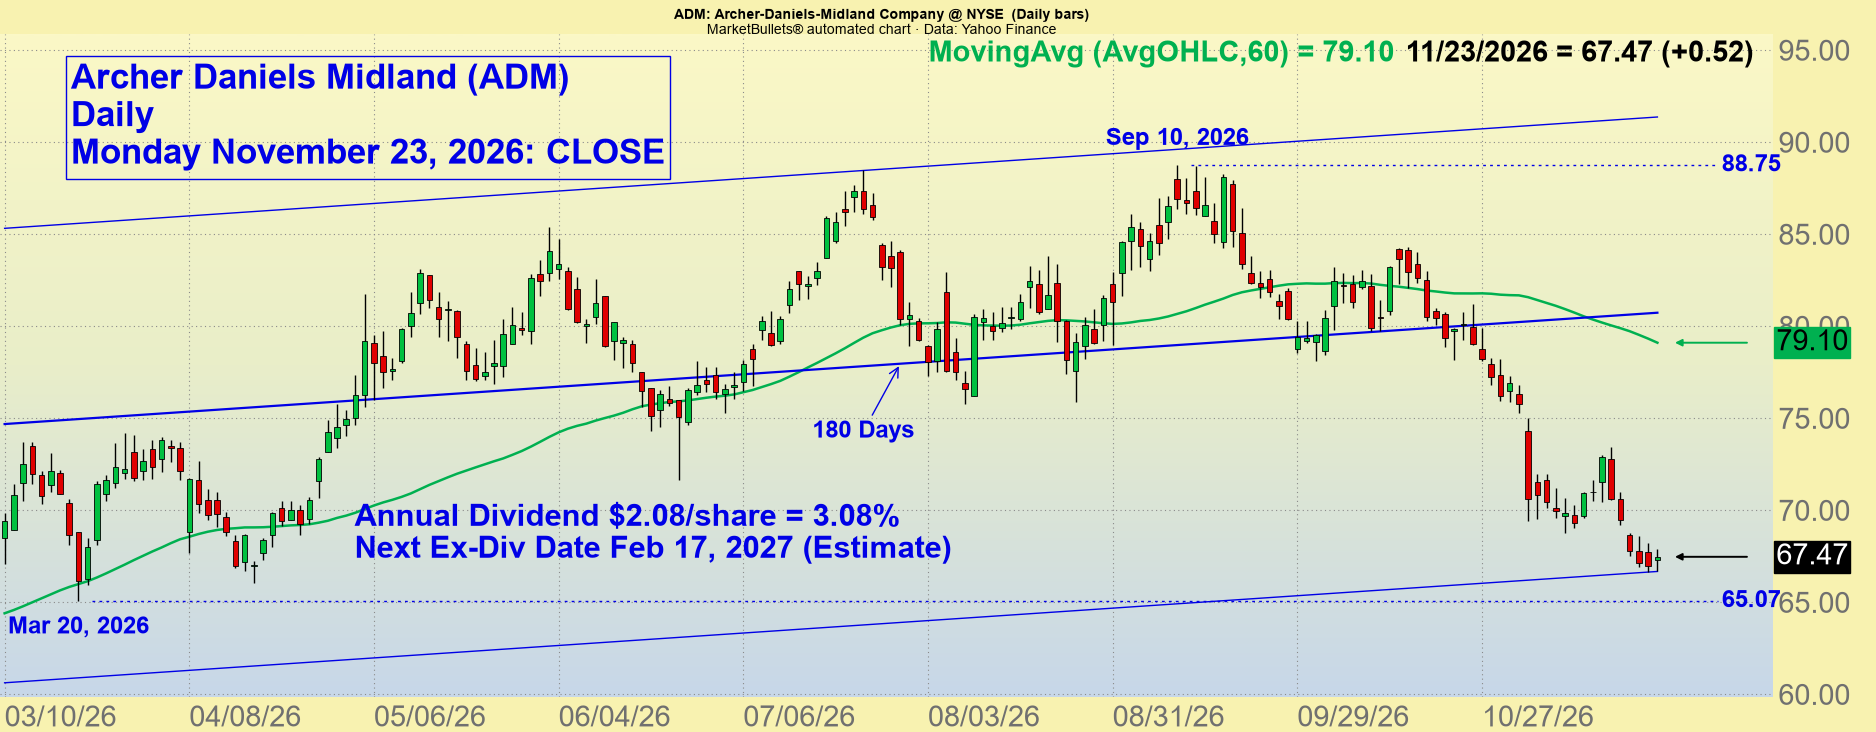 ADM: Archer-Daniels-Midland Company @ NYSE  (Daily bars)
MarketBullets® automated chart · Data: Yahoo Finance
MovingAvg (AvgOHLC,60) = 79.10 11/23/2026 = 67.47 (+0.52)
95.00
Archer Daniels Midland (ADM)
Daily
Monday November 23, 2026: CLOSE
Sep 10, 2026
90.00
88.75
85.00
80.00
79.10
75.00
180 Days
70.00
Annual Dividend $2.08/share = 3.08%
Next Ex-Div Date Feb 17, 2027 (Estimate)
67.47
65.07
65.00
Mar 20, 2026
60.00
03/10/26 04/08/26 05/06/26 06/04/26 07/06/26 08/03/26 08/31/26 09/29/26 10/27/26